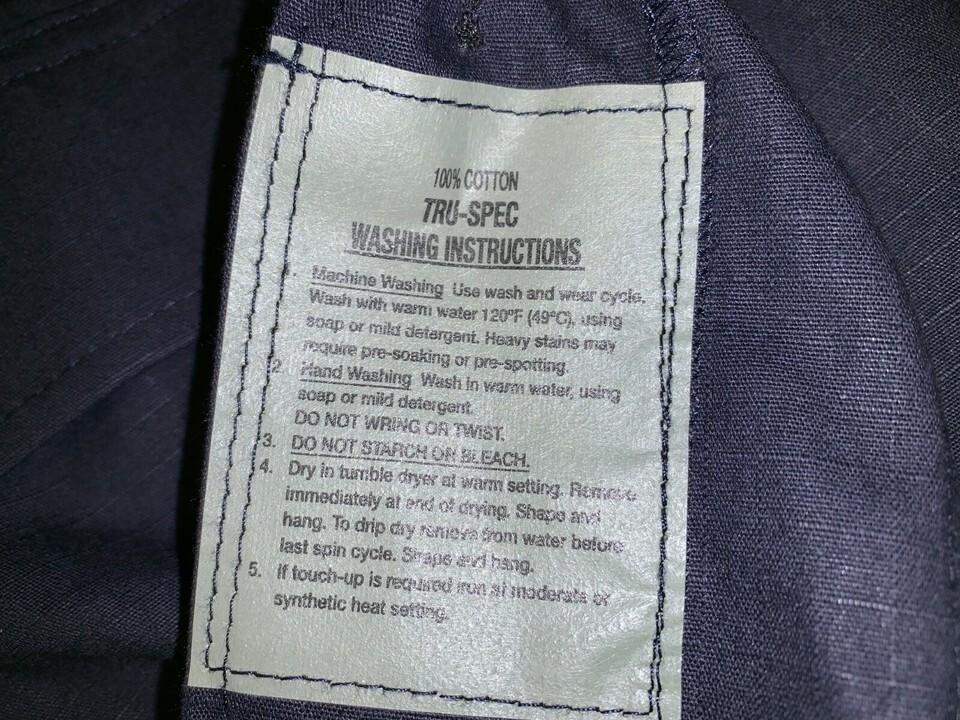 100% COTTON
TRU-SPEC
WASHING INSTRUCTIONS
. Machine Washing Use wash and wear cycle.
Wash with warm water 120°F (49°C), using
soap or mild detergent. Heavy stains may
require pre-soaking or pre-spotting.
2. Hand Washing Wash in warm water, using
soap or mild detergent.
DO NOT WRING OR TWIST.
3. DO NOT STARCH OR BLEACH.
4. Dry in tumble dryer at warm setting. Remove
immediately at end of drying. Shape and
hang. To drip dry remove from water before
last spin cycle. Shape and hang.
5. If touch-up is required iron at moderate or
synthetic heat setting.